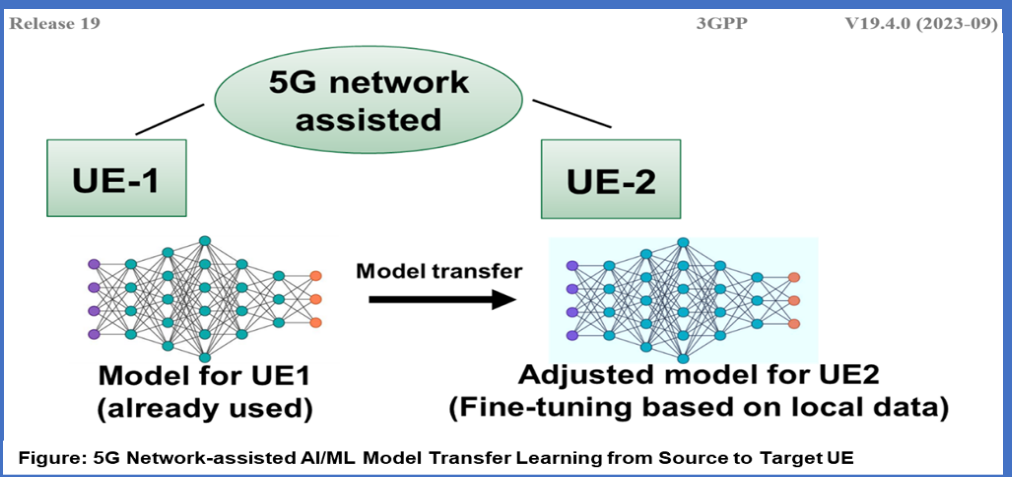 Release 19 3GPP V19.4.0 (2023-09)
5G network
assisted
UE-1
UE-2
Model transfer
Model for UE1
(already used)
Adjusted model for UE2
(Fine-tuning based on local data)
Figure: 5G Network-assisted AI/ML Model Transfer Learning from Source to Target UE